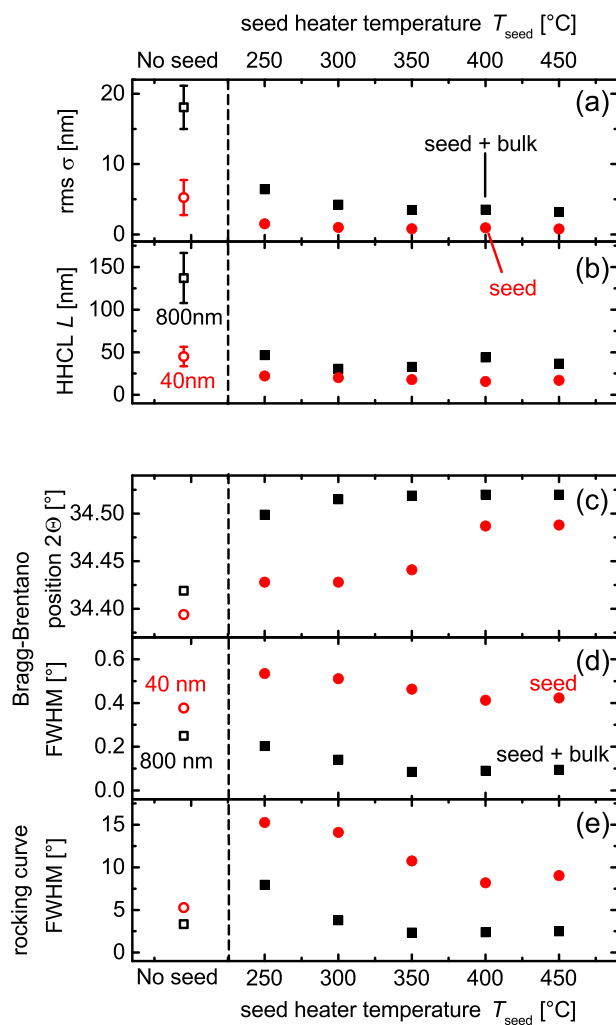 seed heater temperature T_seed [°C]
No seed 250 300 350 400 450
20
10
0
rms σ [nm]
(a)
seed + bulk
150
100
50
0
HHCL L [nm]
(b)
seed
800nm
40nm
34.50
34.45
34.40
Bragg-Brentano
position 2Θ [°]
(c)
0.6
0.4
0.2
0.0
FWHM [°]
(d)
40 nm
seed
800 nm
seed + bulk
15
10
5
0
rocking curve
FWHM [°]
(e)
No seed 250 300 350 400 450
seed heater temperature T_seed [°C]